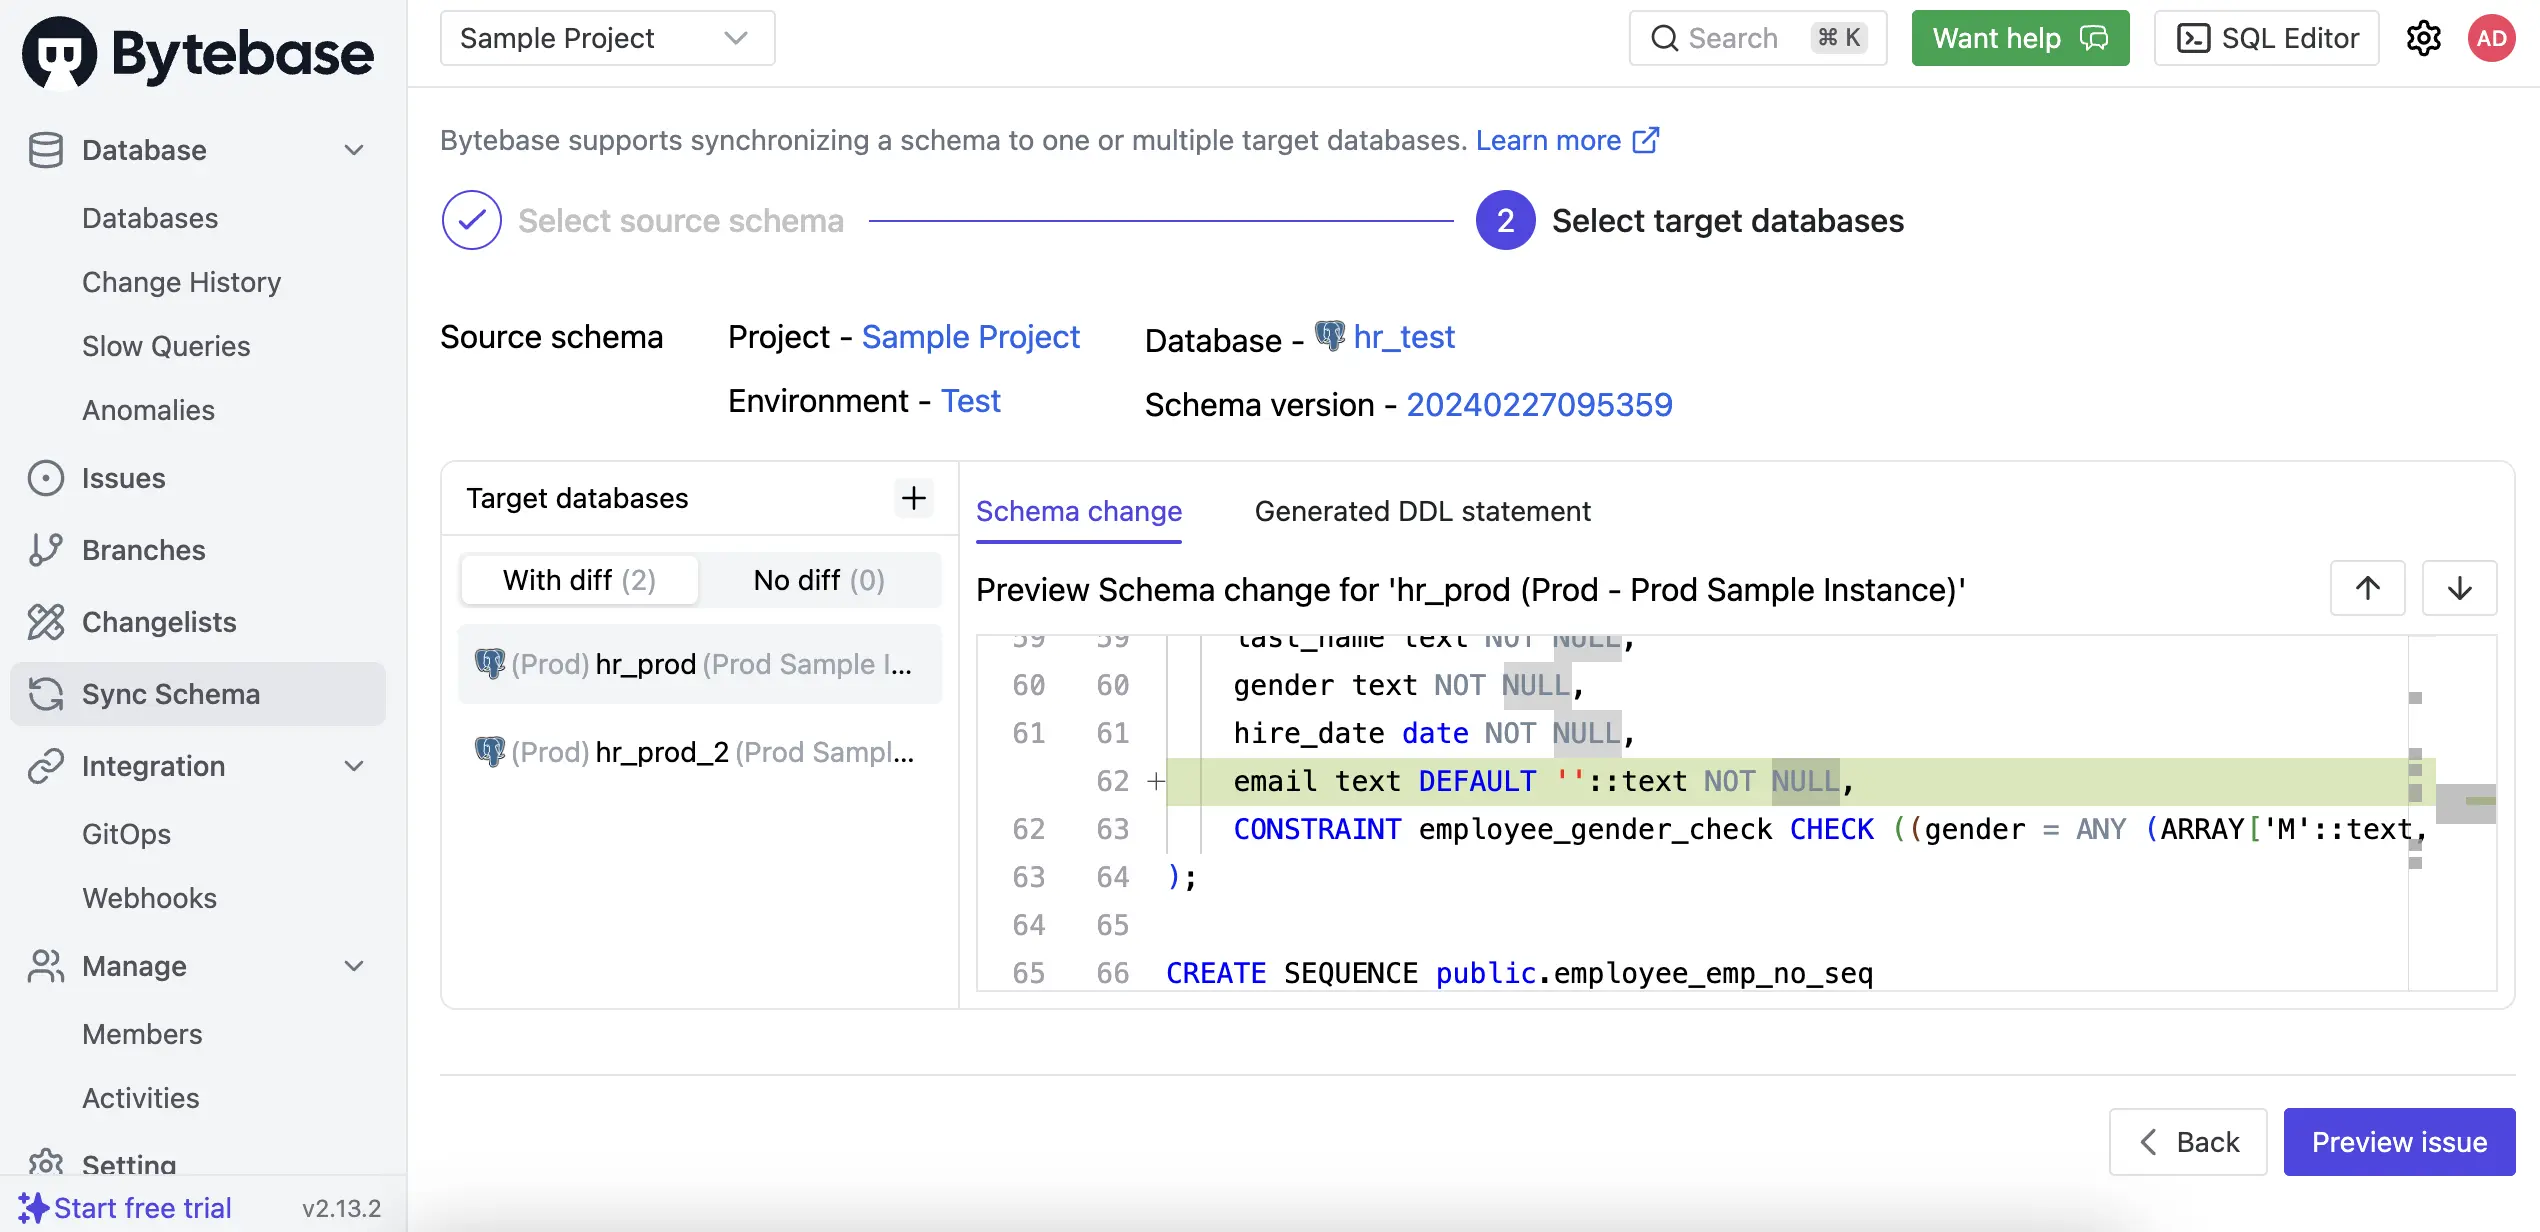 Bytebase
Sample Project
Search ⌘ K
Want help
SQL Editor
AD
Database
Databases
Change History
Slow Queries
Anomalies
Issues
Branches
Changelists
Sync Schema
Integration
GitOps
Webhooks
Manage
Members
Activities
Setting
Start free trial
v2.13.2
Bytebase supports synchronizing a schema to one or multiple target databases. Learn more
Select source schema
2 Select target databases
Source schema
Project - Sample Project
Database - hr_test
Environment - Test
Schema version - 20240227095359
Target databases
+
With diff (2)
No diff (0)
(Prod) hr_prod (Prod Sample I...
(Prod) hr_prod_2 (Prod Sampl...
Schema change
Generated DDL statement
Preview Schema change for 'hr_prod (Prod - Prod Sample Instance)'
59 59 last_name text NOT NULL,
60 60 gender text NOT NULL,
61 61 hire_date date NOT NULL,
62 + email text DEFAULT ''::text NOT NULL,
62 63 CONSTRAINT employee_gender_check CHECK ((gender = ANY (ARRAY['M'::text,
63 64 );
64 65
65 66 CREATE SEQUENCE public.employee_emp_no_seq
Back
Preview issue